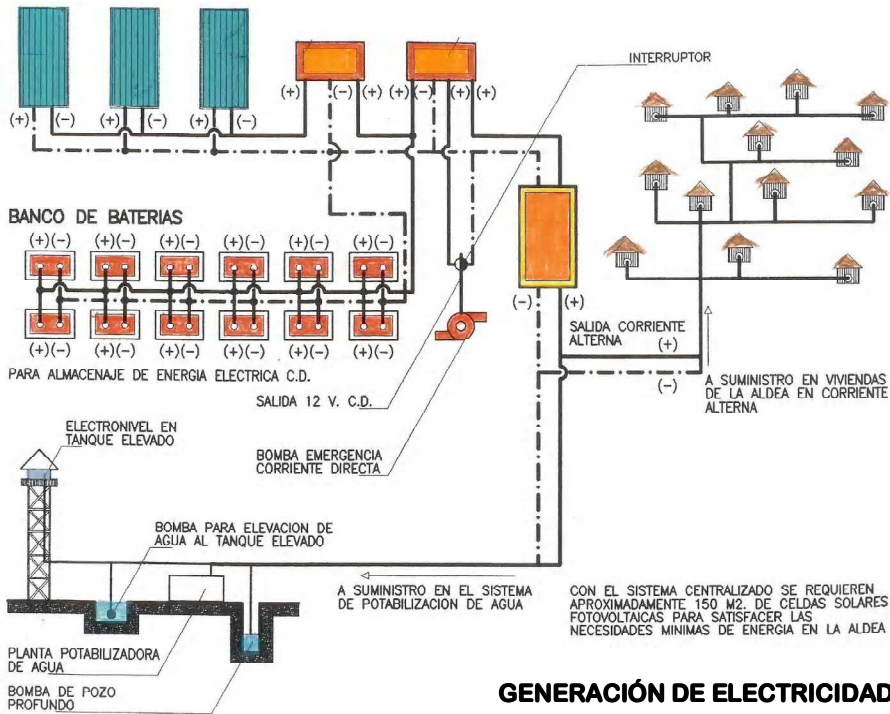 (+) (-) (+) (-) (+) (-)
(+) (-) (+) (+) (-) (+) (+)
INTERRUPTOR
BANCO DE BATERIAS
(+)(-) (+)(-) (+)(-) (+)(-) (+)(-) (+)(-)
(+)(-) (+)(-) (+)(-) (+)(-) (+)(-) (+)(-)
PARA ALMACENAJE DE ENERGIA ELECTRICA C.D.
SALIDA 12 V. C.D.
BOMBA EMERGENCIA
CORRIENTE DIRECTA
(-) (+)
SALIDA CORRIENTE
ALTERNA
(+)
(-)
A SUMINISTRO EN VIVIENDAS
DE LA ALDEA EN CORRIENTE
ALTERNA
ELECTRONIVEL EN
TANQUE ELEVADO
BOMBA PARA ELEVACION DE
AGUA AL TANQUE ELEVADO
A SUMINISTRO EN EL SISTEMA
DE POTABILIZACION DE AGUA
PLANTA POTABILIZADORA
DE AGUA
BOMBA DE POZO
PROFUNDO
CON EL SISTEMA CENTRALIZADO SE REQUIEREN
APROXIMADAMENTE 150 M2. DE CELDAS SOLARES
FOTOVOLTAICAS PARA SATISFACER LAS
NECESIDADES MINIMAS DE ENERGIA EN LA ALDEA
GENERACIÓN DE ELECTRICIDAD